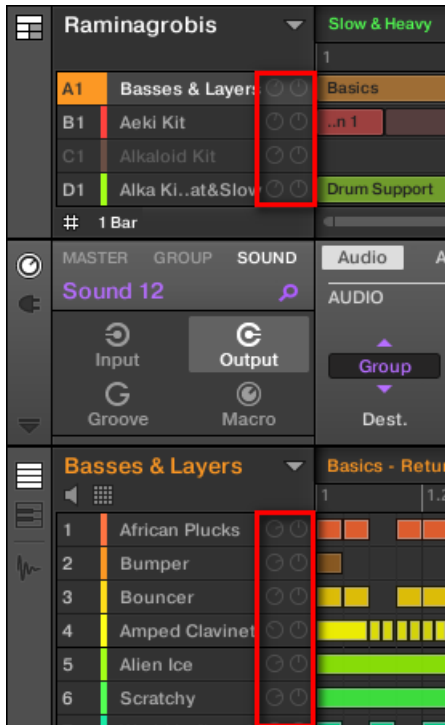 Raminagrobis
Slow & Heavy
1
A1 Basses & Layers Basics
B1 Aeki Kit ..n 1
C1 Alkaloid Kit
D1 Alka Ki..at&Slow Drum Support
1 Bar
MASTER GROUP SOUND Audio A
Sound 12
AUDIO
Input Output
Group
Groove Macro
Dest.
Basses & Layers Basics - Retu
1 1.2
1 African Plucks
2 Bumper
3 Bouncer
4 Amped Clavinet
5 Alien Ice
6 Scratchy